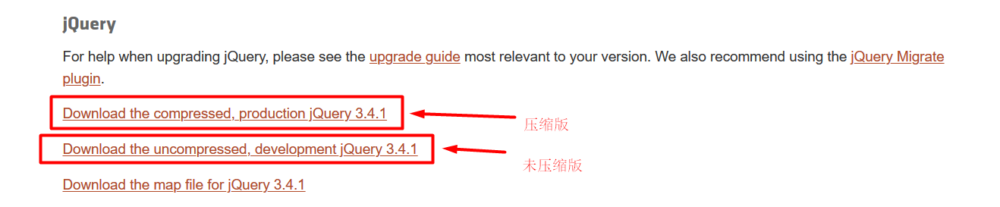 jQuery
For help when upgrading jQuery, please see the upgrade guide most relevant to your version. We also recommend using the jQuery Migrate
plugin.
Download the compressed, production jQuery 3.4.1
压缩版
Download the uncompressed, development jQuery 3.4.1
未压缩版
Download the map file for jQuery 3.4.1